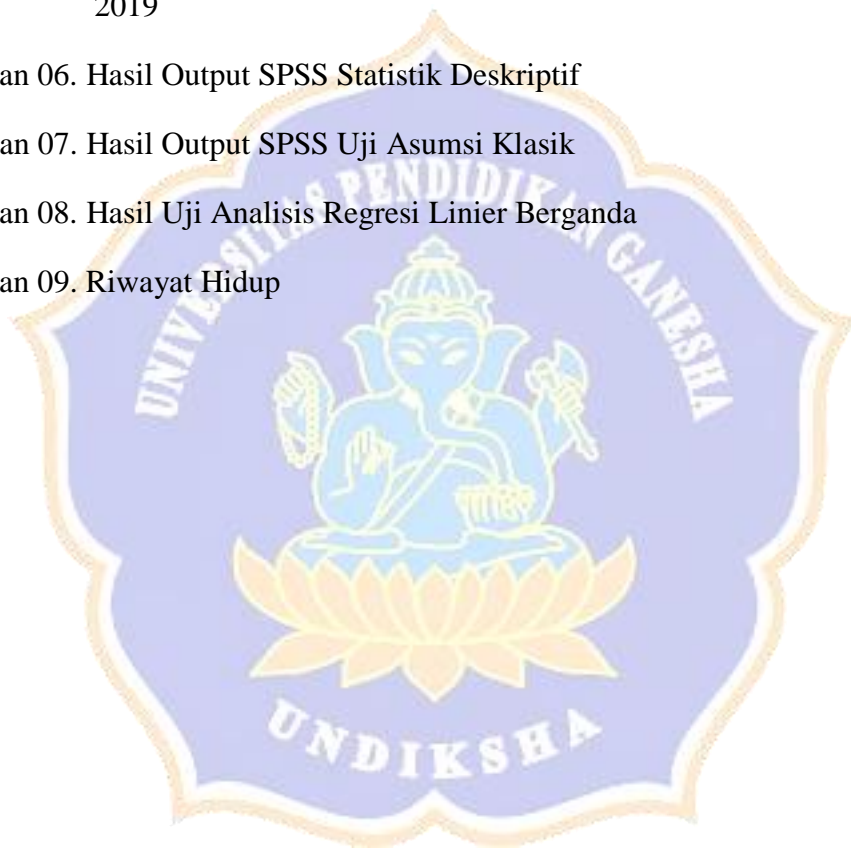 2019
an 06. Hasil Output SPSS Statistik Deskriptif
an 07. Hasil Output SPSS Uji Asumsi Klasik
an 08. Hasil Uji Analisis Regresi Linier Berganda
an 09. Riwayat Hidup
UNIVERSITAS PENDIDIKAN GANESHA
UNDIKSHA